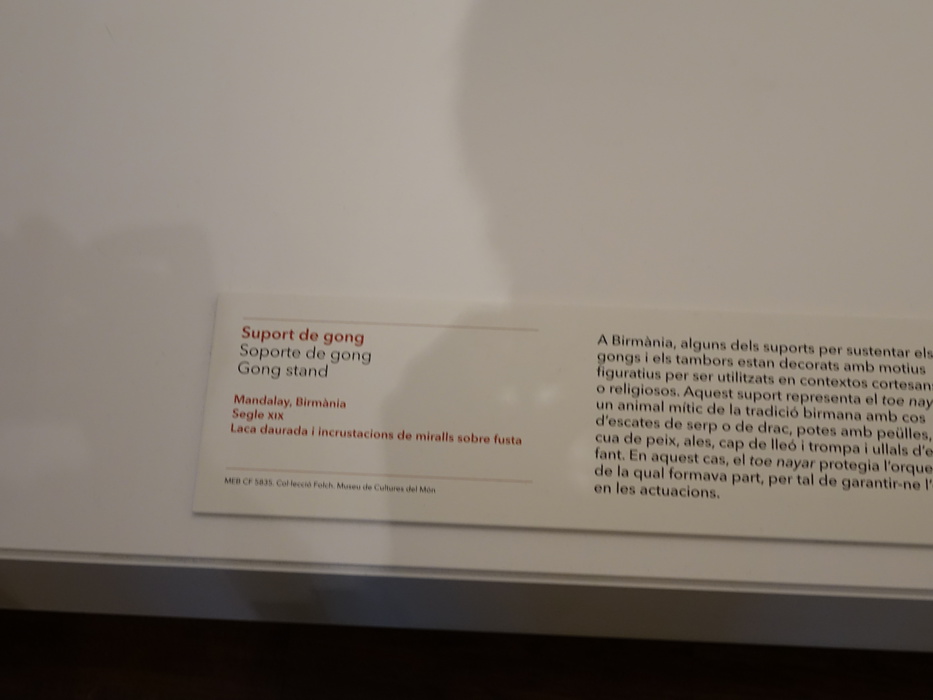 Suport de gong
Soporte de gong
Gong stand
Mandalay, Birmània
Segle XIX
Laca daurada i incrustacions de miralls sobre fusta
MEB CF 5835. Col·lecció Folch. Museu de Cultures del Món
A Birmània, alguns dels suports per sustentar els
gongs i els tambors estan decorats amb motius
figuratius per ser utilitzats en contextos cortesan
o religiosos. Aquest suport representa el toe nay
un animal mític de la tradició birmana amb cos
d'escates de serp o de drac, potes amb peülles,
cua de peix, ales, cap de lleó i trompa i ullals d'e
fant. En aquest cas, el toe nayar protegia l'orque
de la qual formava part, per tal de garantir-ne l'
en les actuacions.